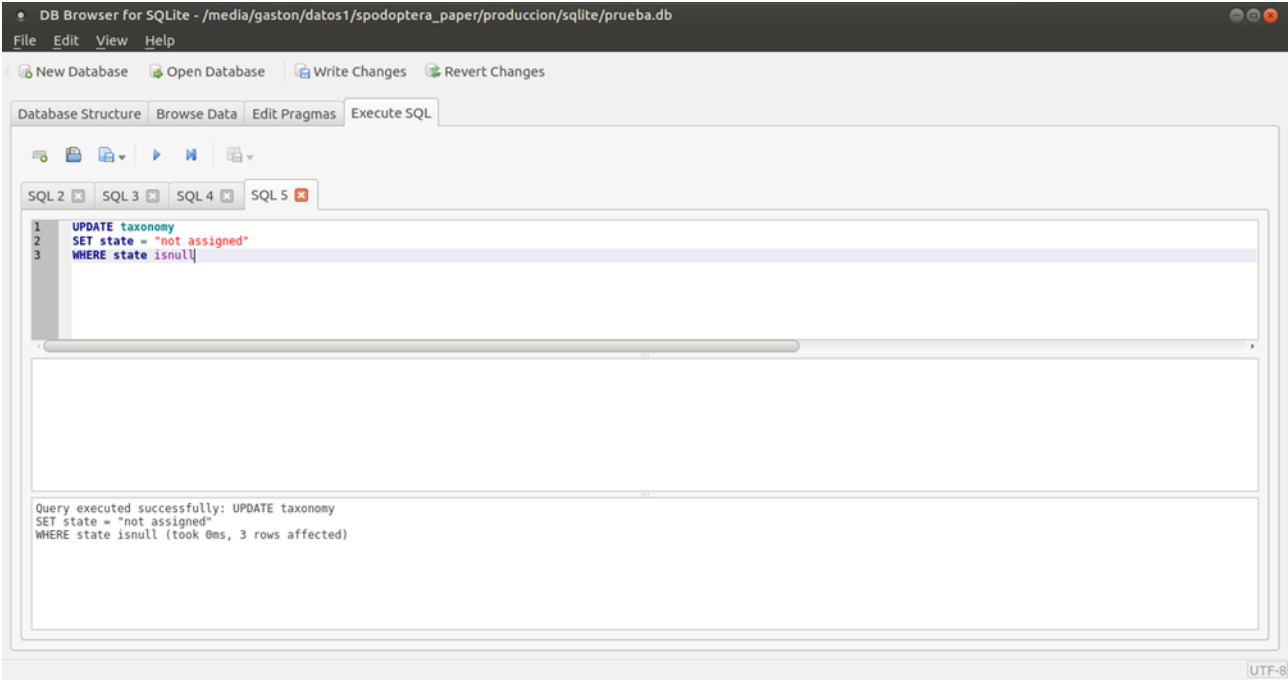 DB Browser for SQLite - /media/gaston/datos1/spodoptera_paper/produccion/sqlite/prueba.db
File Edit View Help
New Database Open Database Write Changes Revert Changes
Database Structure Browse Data Edit Pragmas Execute SQL
SQL 2 SQL 3 SQL 4 SQL 5
1 UPDATE taxonomy
2 SET state = "not assigned"
3 WHERE state isnull
Query executed successfully: UPDATE taxonomy
SET state = "not assigned"
WHERE state isnull (took 0ms, 3 rows affected)
UTF-8